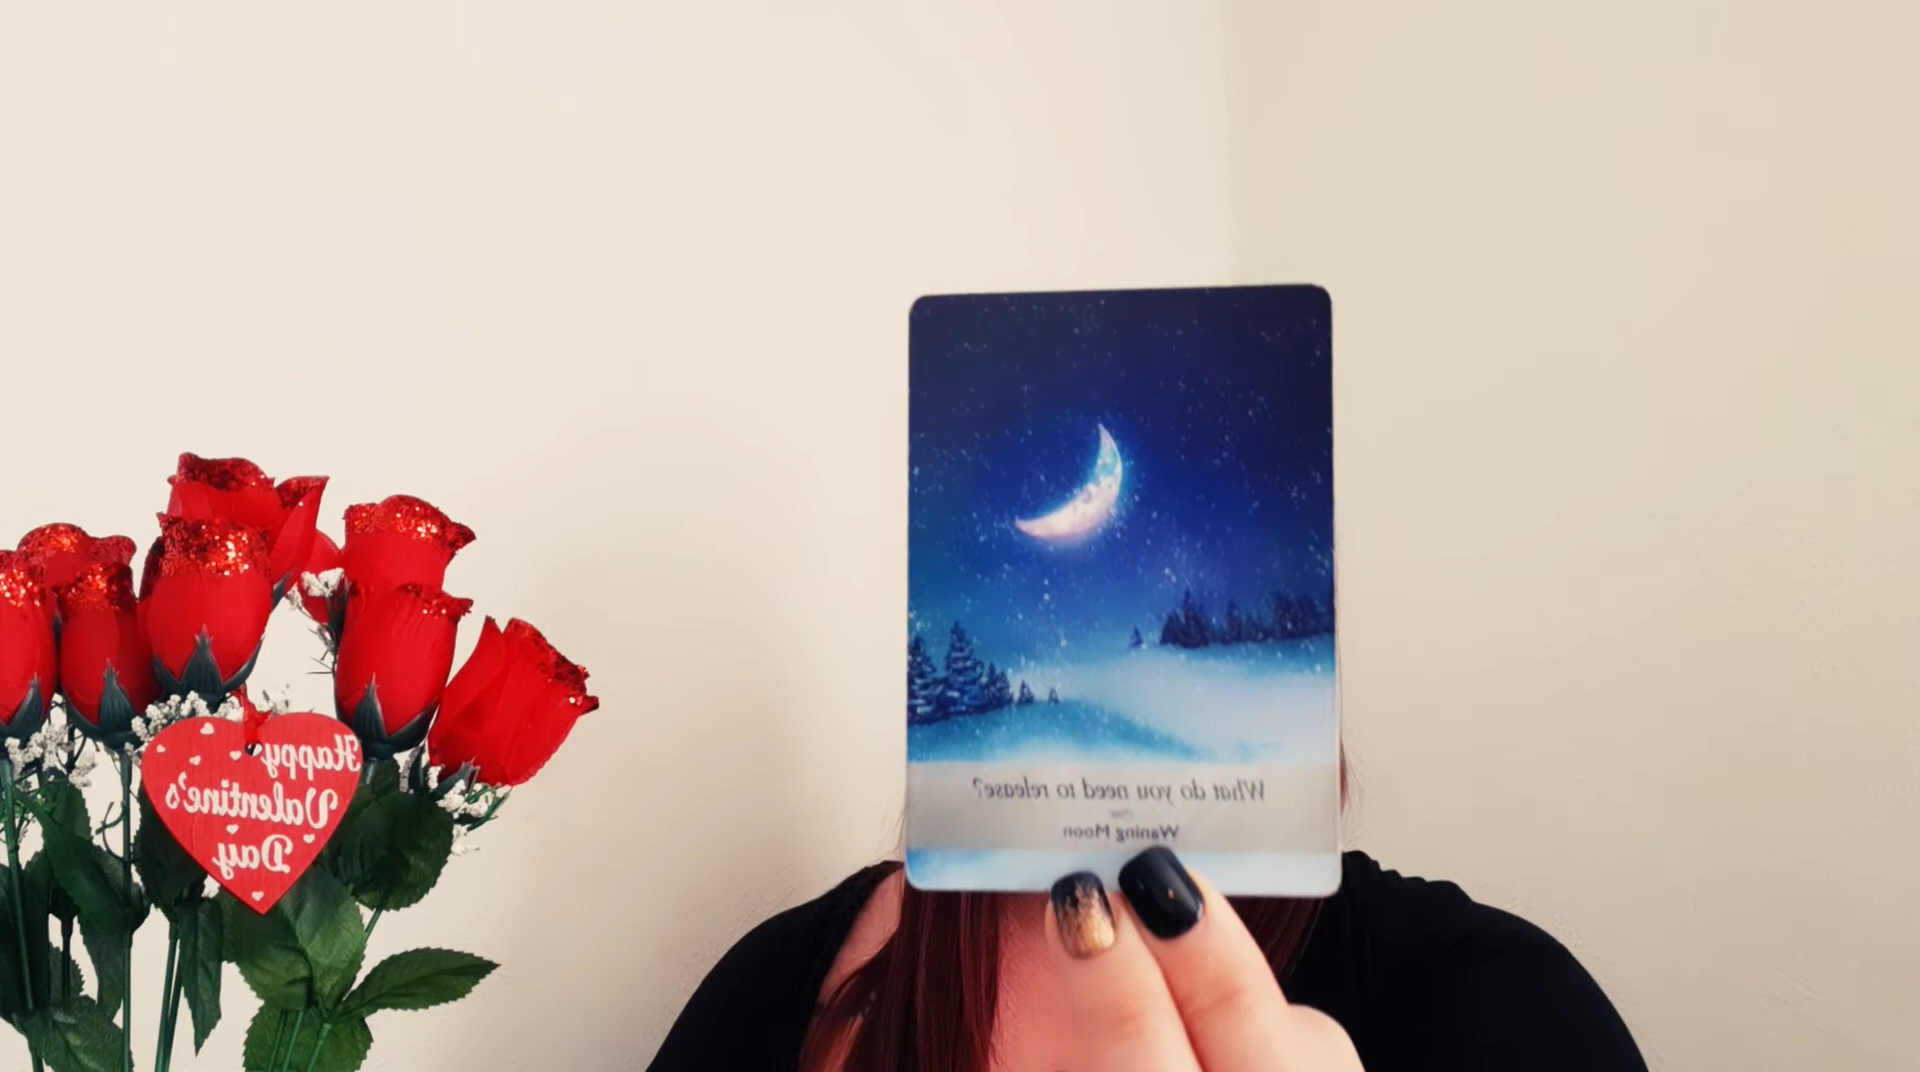 Happy
Valentine's
Day
What do you need to release?
Waning Moon